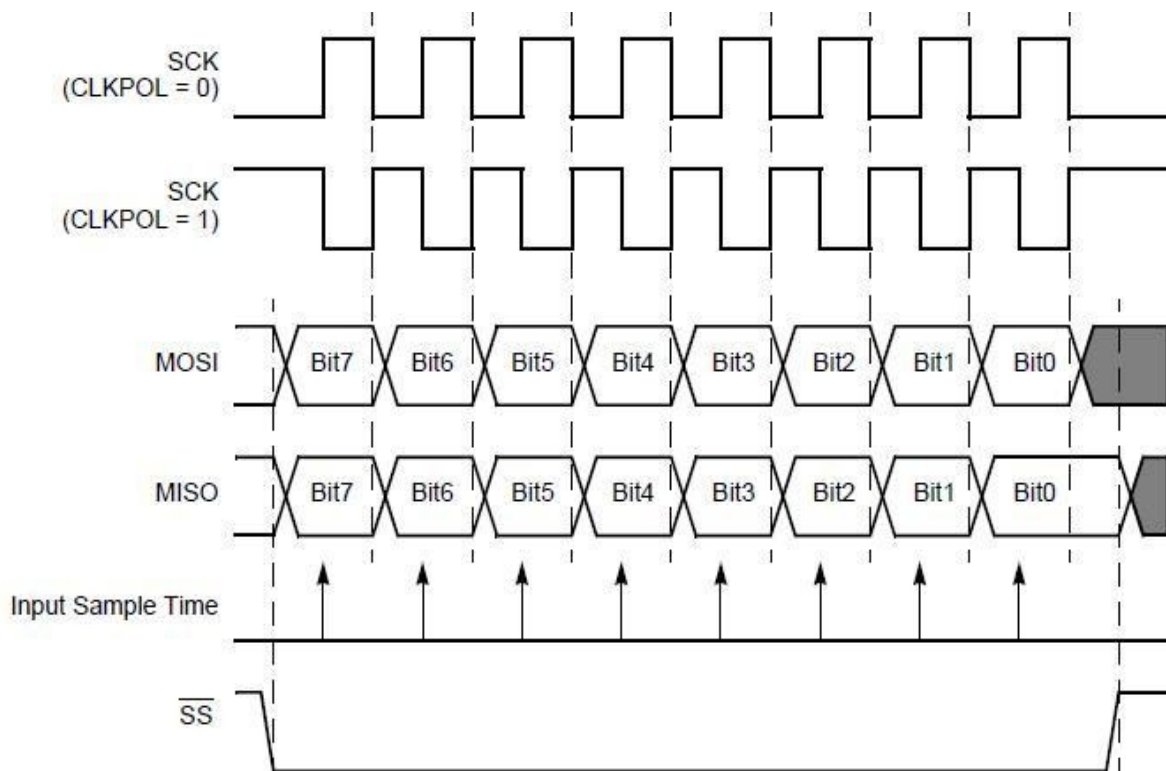 SCK
(CLKPOL = 0)
SCK
(CLKPOL = 1)
MOSI
Bit7 Bit6 Bit5 Bit4 Bit3 Bit2 Bit1 Bit0
MISO
Bit7 Bit6 Bit5 Bit4 Bit3 Bit2 Bit1 Bit0
Input Sample Time
S̅S̅